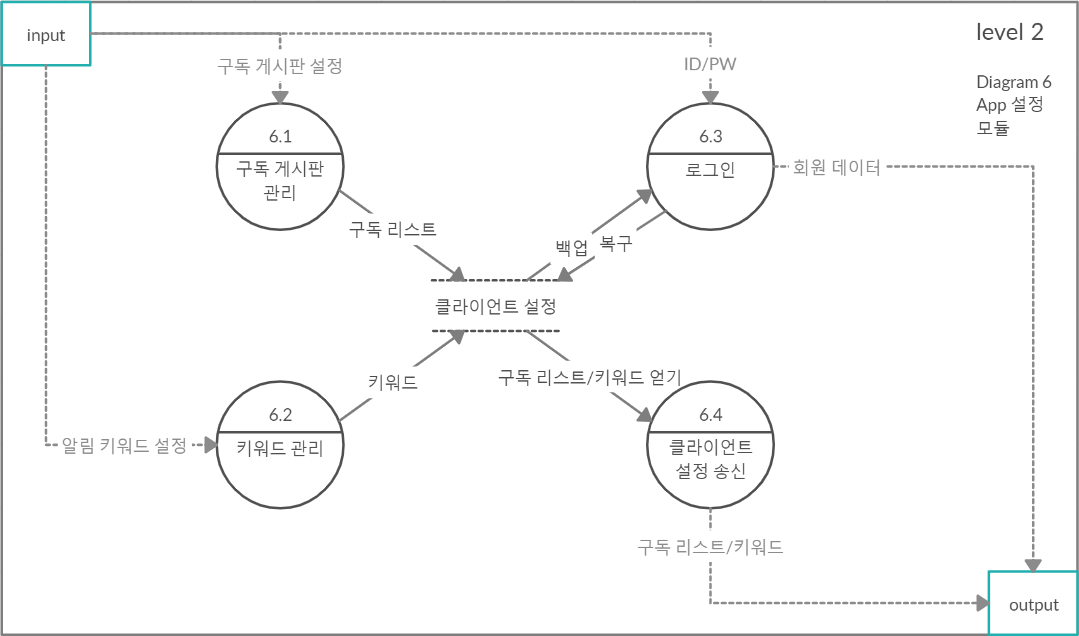 input
level 2
Diagram 6
App 설정
모듈
구독 게시판 설정
ID/PW
6.1
구독 게시판
관리
6.3
로그인
회원 데이터
구독 리스트
백업
복구
클라이언트 설정
키워드
구독 리스트/키워드 얻기
6.2
키워드 관리
알림 키워드 설정
6.4
클라이언트
설정 송신
구독 리스트/키워드
output